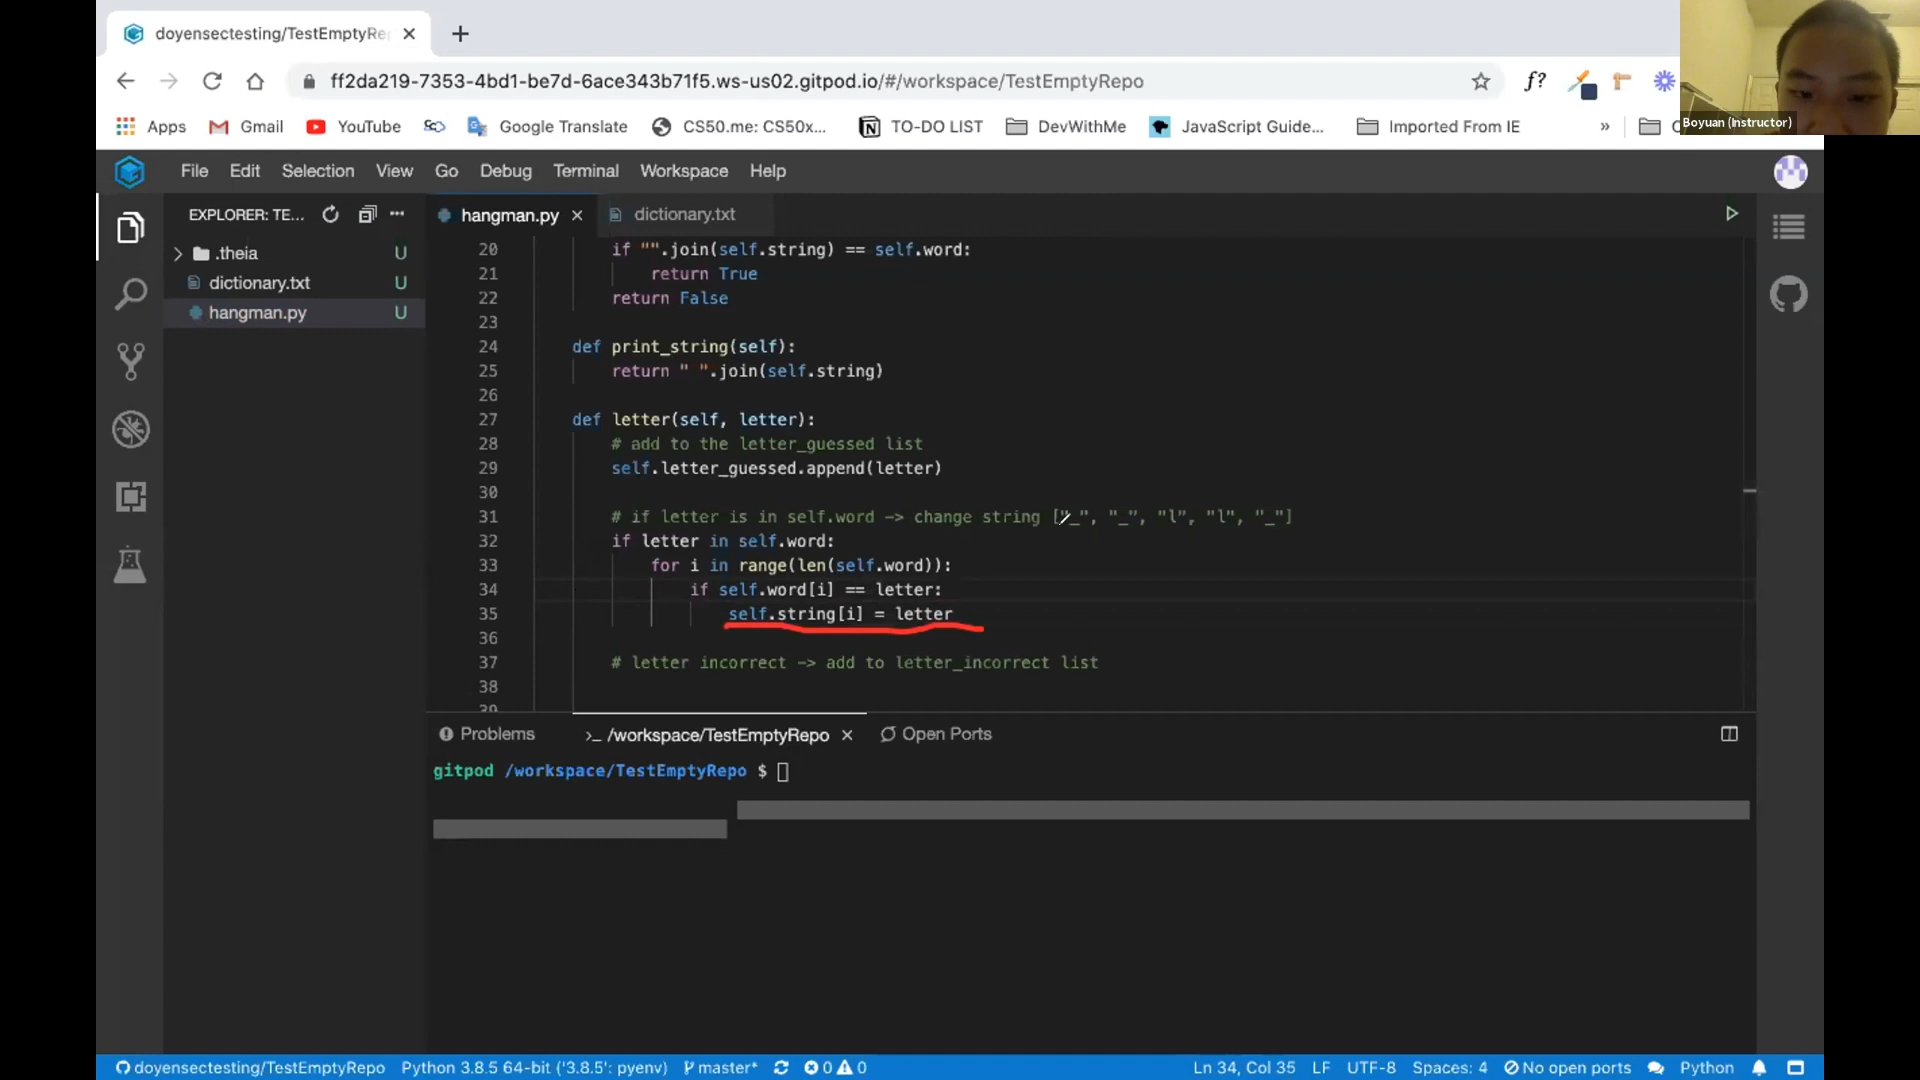 doyensectesting/TestEmptyRe
ff2da219-7353-4bd1-be7d-6ace343b71f5.ws-us02.gitpod.io/#/workspace/TestEmptyRepo
f?
Boyuan (Instructor)
Apps Gmail YouTube Google Translate CS50.me: CS50x... TO-DO LIST DevWithMe JavaScript Guide... Imported From IE »
File Edit Selection View Go Debug Terminal Workspace Help
EXPLORER: TE...
.theia U
dictionary.txt U
hangman.py U
hangman.py dictionary.txt
20 if "".join(self.string) == self.word:
21 return True
22 return False
23
24 def print_string(self):
25 return " ".join(self.string)
26
27 def letter(self, letter):
28 # add to the letter_guessed list
29 self.letter_guessed.append(letter)
30
31 # if letter is in self.word -> change string ["_", "_", "l", "l", "_"]
32 if letter in self.word:
33 for i in range(len(self.word)):
34 if self.word[i] == letter:
35 self.string[i] = letter
36
37 # letter incorrect -> add to letter_incorrect list
38
39
Problems >_ /workspace/TestEmptyRepo Open Ports
gitpod /workspace/TestEmptyRepo $
doyensectesting/TestEmptyRepo Python 3.8.5 64-bit ('3.8.5': pyenv) master* 0 0 Ln 34, Col 35 LF UTF-8 Spaces: 4 No open ports Python